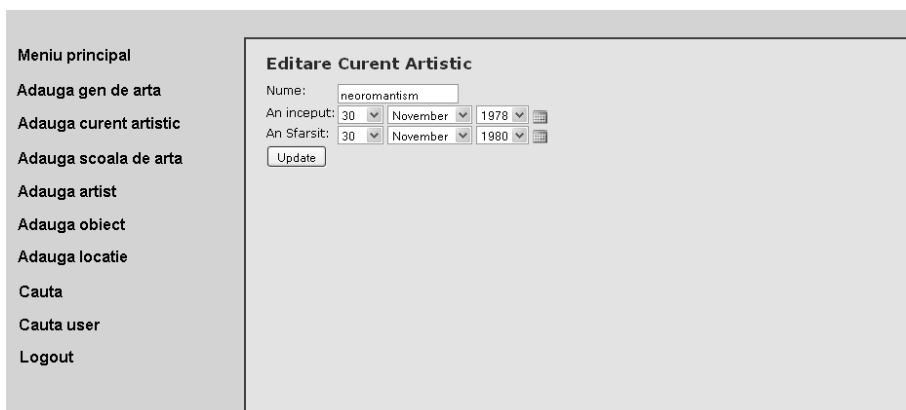 Meniu principal
Adauga gen de arta
Adauga curent artistic
Adauga scoala de arta
Adauga artist
Adauga obiect
Adauga locatie
Cauta
Cauta user
Logout
Editare Curent Artistic
Nume: neoromantism
An inceput: 30 November 1978
An Sfarsit: 30 November 1980
Update